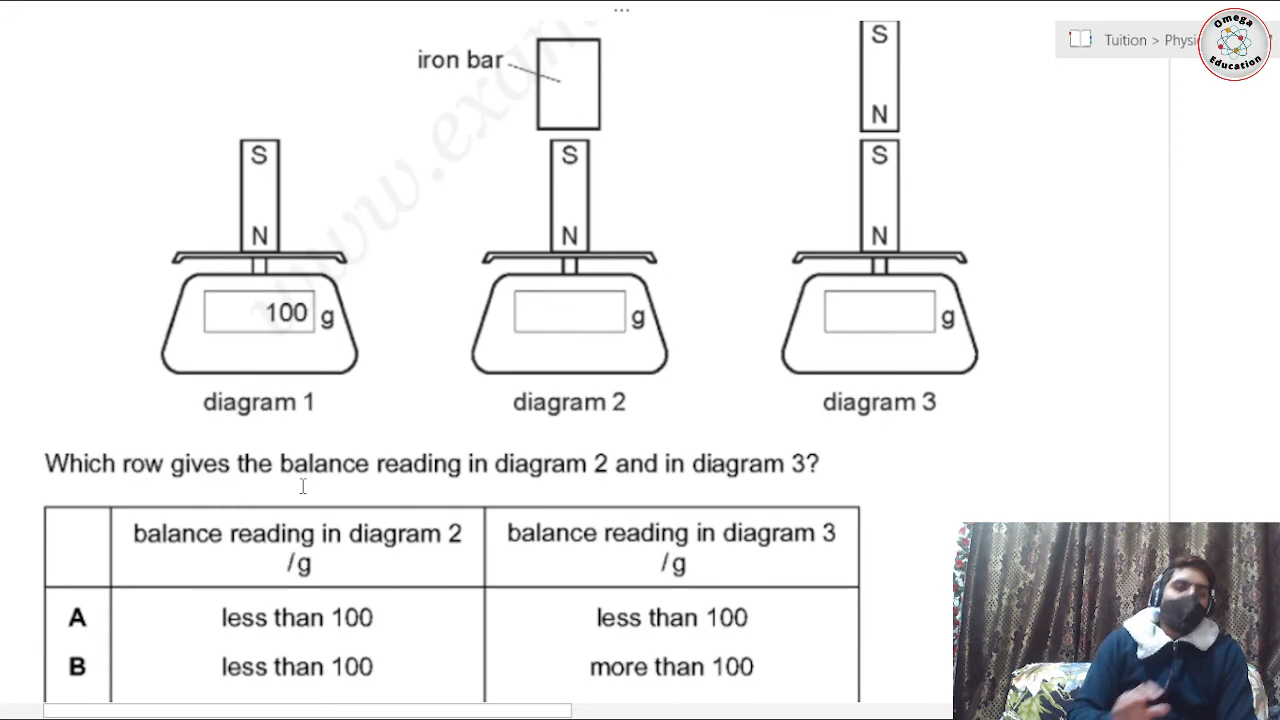 ...
Omega
Education
Tuition > Physi
iron bar
S
N
S
N
S
N
S
N
100 g
g
g
diagram 1
diagram 2
diagram 3
www.exam
Which row gives the balance reading in diagram 2 and in diagram 3?
balance reading in diagram 2
/g
balance reading in diagram 3
/g
A less than 100 less than 100
B less than 100 more than 100